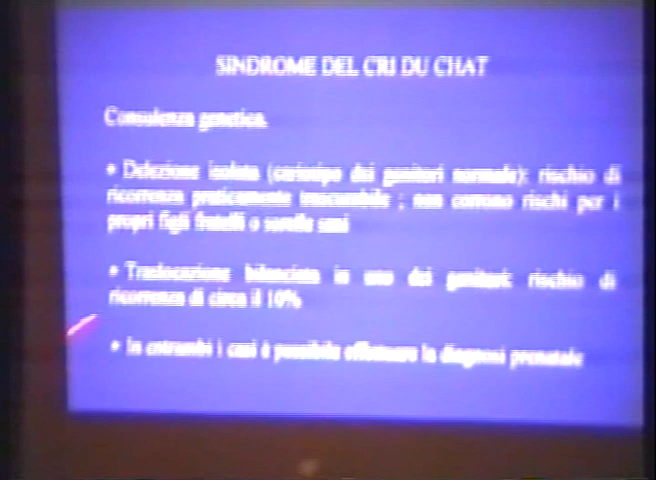 SINDROME DEL CRI DU CHAT
Consulenza genetica.
• Delezione isolata (cariotipo dei genitori normale): rischio di
ricorrenza praticamente trascurabile ; non corrono rischi per i
propri figli fratelli o sorelle sani
• Traslocazione bilanciata in uno dei genitori: rischio di
ricorrenza di circa il 10%
• In entrambi i casi è possibile effettuare la diagnosi prenatale